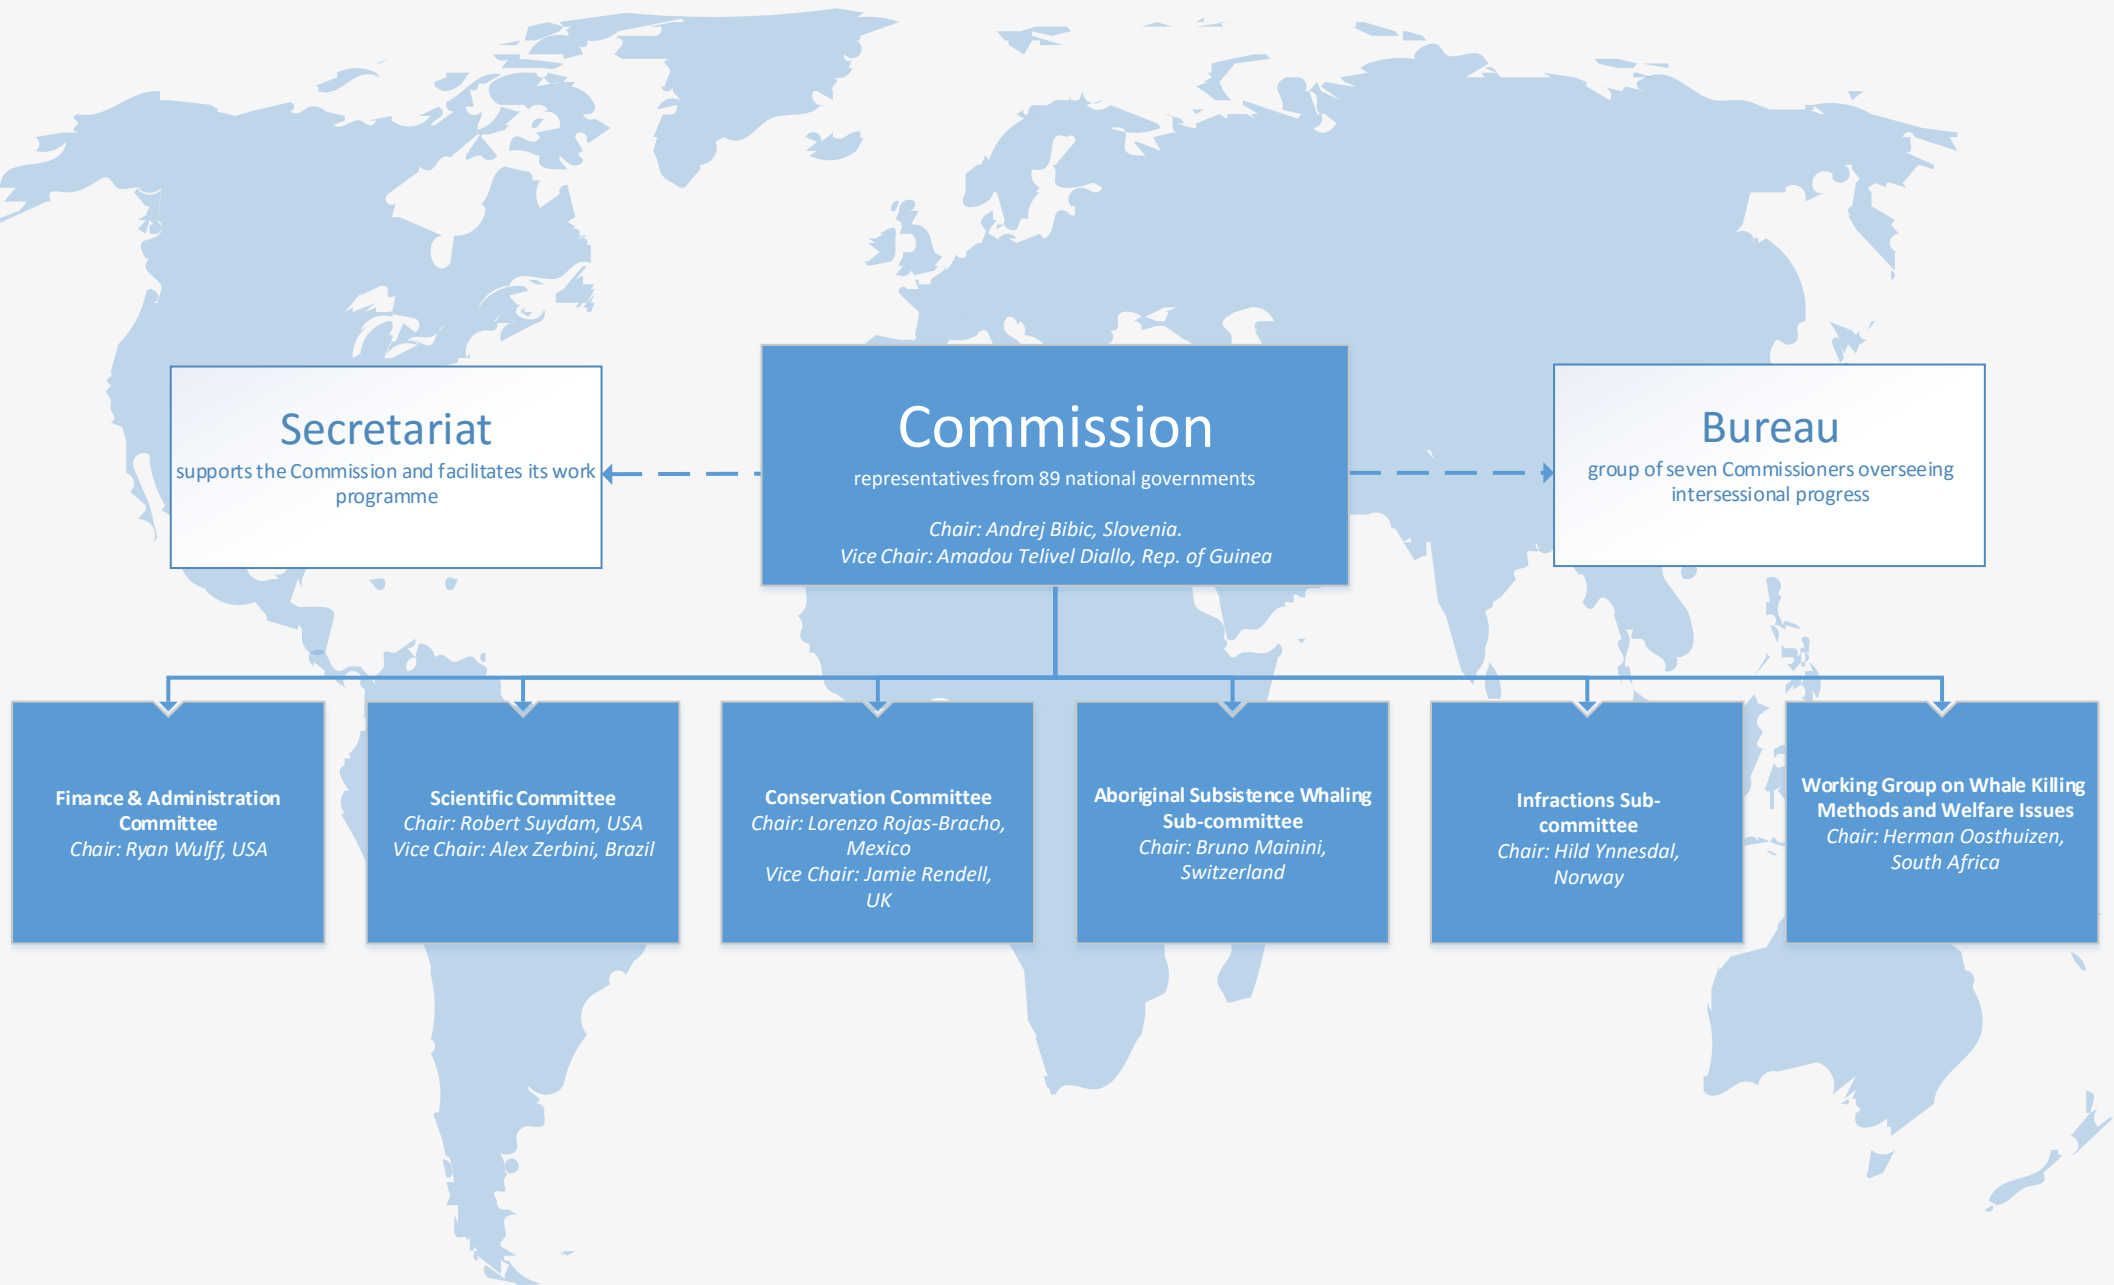 Secretariat
supports the Commission and facilitates its work
programme
Commission
representatives from 89 national governments
Chair: Andrej Bibic, Slovenia.
Vice Chair: Amadou Telivel Diallo, Rep. of Guinea
Bureau
group of seven Commissioners overseeing
intersessional progress
Finance & Administration
Committee
Chair: Ryan Wulff, USA
Scientific Committee
Chair: Robert Suydam, USA
Vice Chair: Alex Zerbini, Brazil
Conservation Committee
Chair: Lorenzo Rojas-Bracho,
Mexico
Vice Chair: Jamie Rendell,
UK
Aboriginal Subsistence Whaling
Sub-committee
Chair: Bruno Mainini,
Switzerland
Infractions Sub-
committee
Chair: Hild Ynnesdal,
Norway
Working Group on Whale Killing
Methods and Welfare Issues
Chair: Herman Oosthuizen,
South Africa